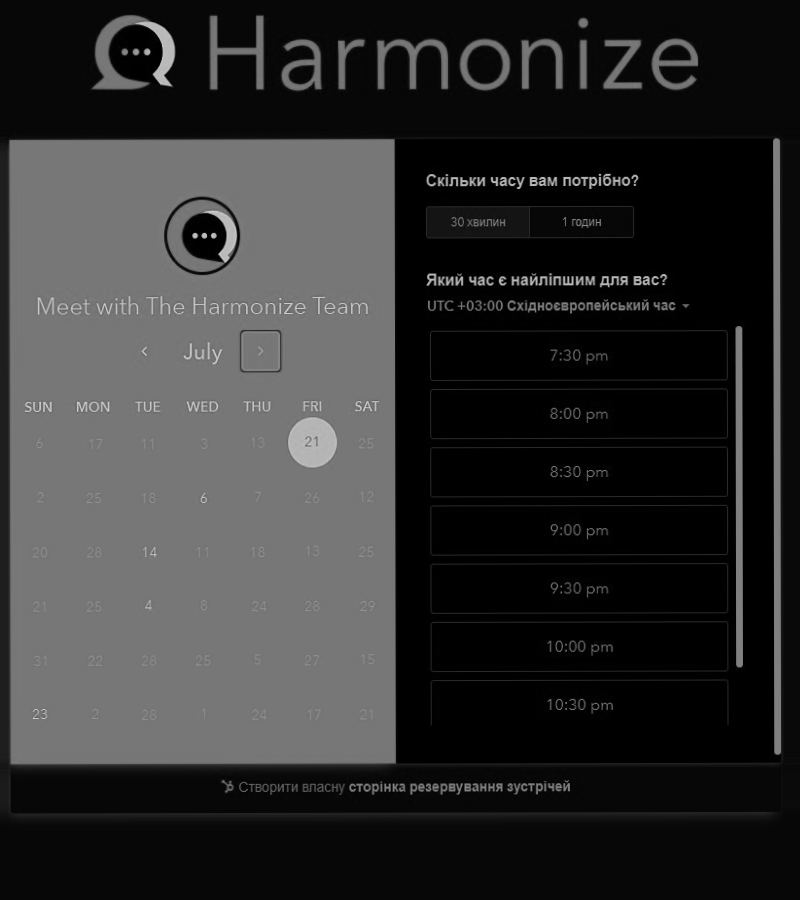 Harmonize
Meet with The Harmonize Team
July
SUN MON TUE WED THU FRI SAT
6 17 11 3 13 21 25
2 25 18 6 7 26 12
20 28 14 11 18 13 25
21 25 4 8 24 28 29
31 22 28 25 5 27 15
23 2 28 1 24 17 21
Скільки часу вам потрібно?
30 хвилин 1 годин
Який час є найліпшим для вас?
UTC +03:00 Східноєвропейський час
7:30 pm
8:00 pm
8:30 pm
9:00 pm
9:30 pm
10:00 pm
10:30 pm
Створити власну сторінка резервування зустрічей